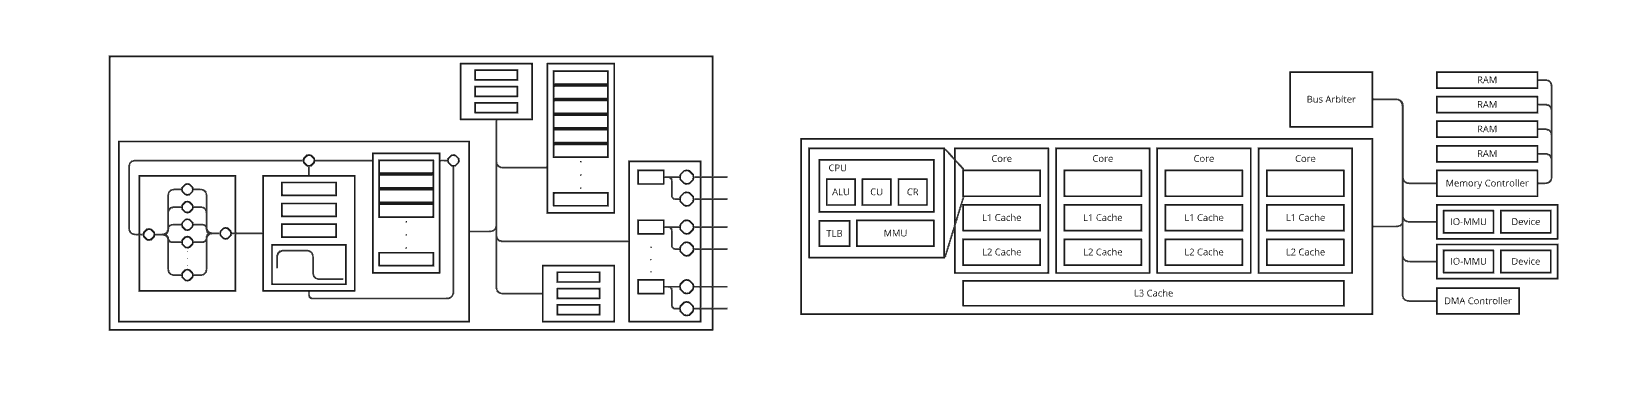 Bus Arbiter
RAM
RAM
RAM
RAM
Memory Controller
CPU
ALU CU CR
TLB MMU
Core Core Core Core
L1 Cache L1 Cache L1 Cache L1 Cache
L2 Cache L2 Cache L2 Cache L2 Cache
L3 Cache
IO-MMU Device
IO-MMU Device
DMA Controller